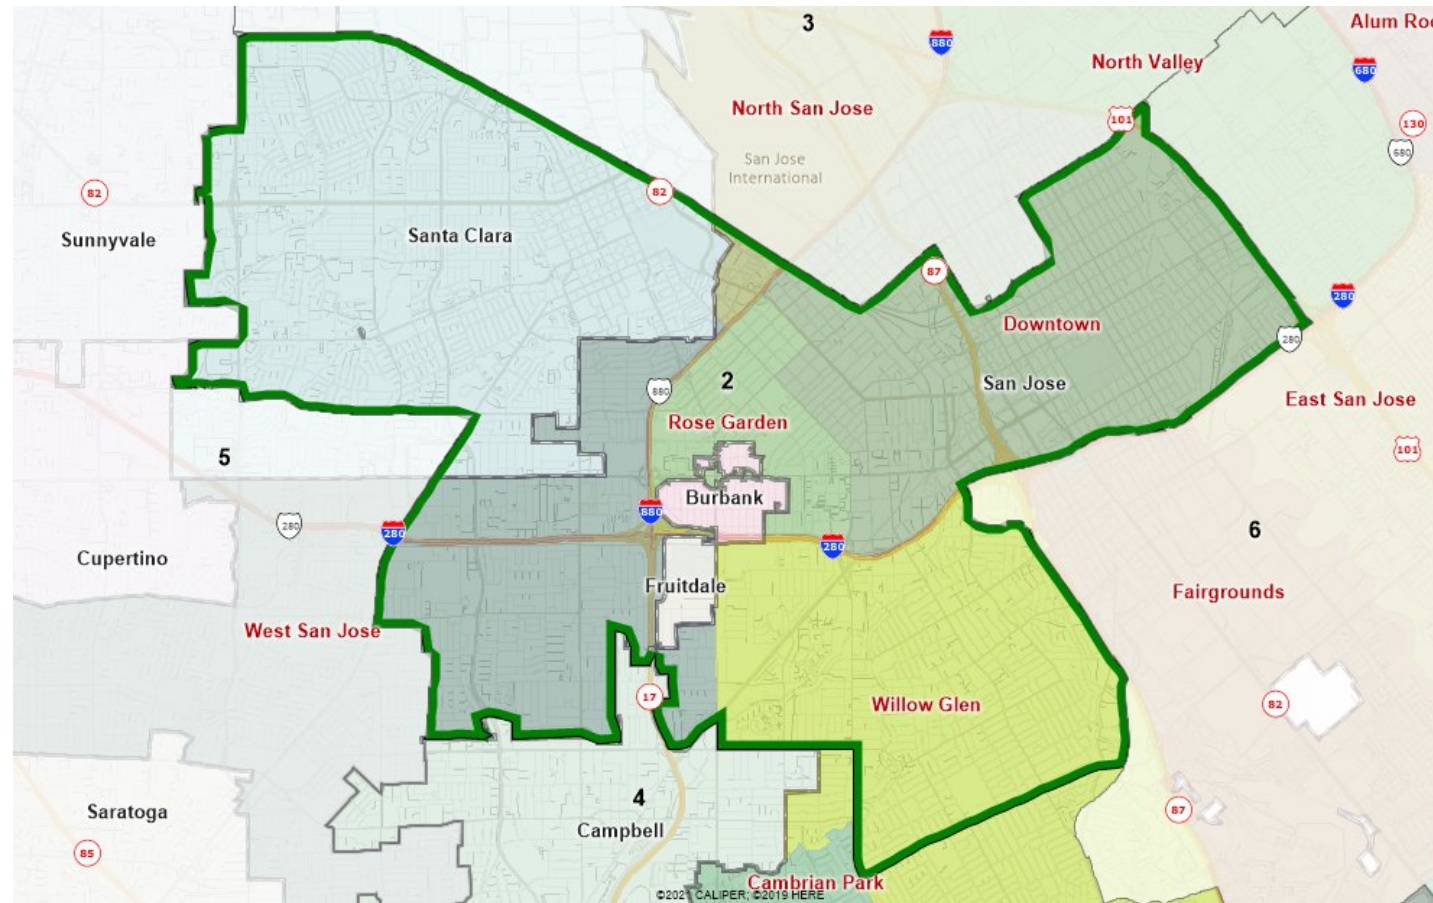 3
Alum Ro
880
North Valley
680
North San Jose
101
130
680
San Jose
International
82
82
Sunnyvale
Santa Clara
87
280
Downtown
280
2
San Jose
880
East San Jose
Rose Garden
101
5
Burbank
880
280
280
280
6
Cupertino
Fruitdale
Fairgrounds
West San Jose
17
Willow Glen
82
4
Saratoga
Campbell
87
85
Cambrian Park
©2021 CALIPER; ©2019 HERE